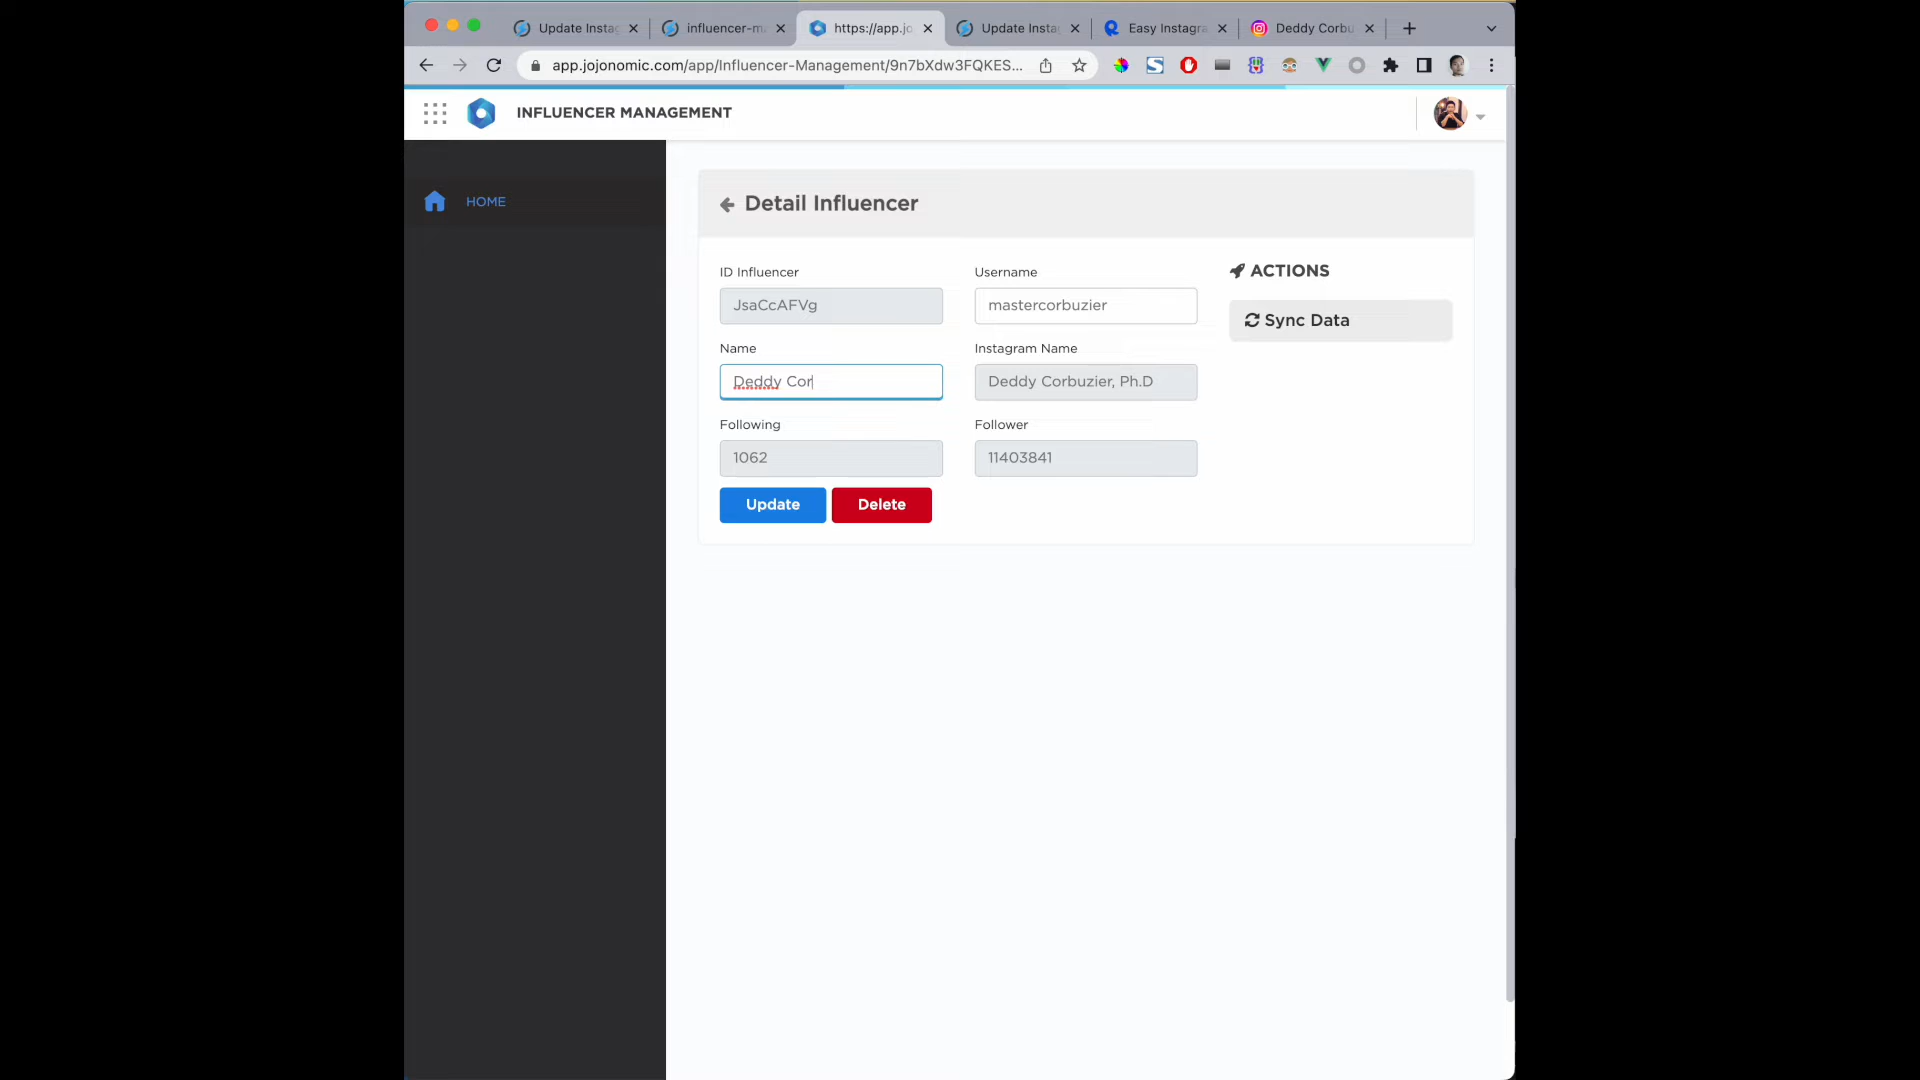 Update Instag
influencer-m
https://app.jo
Update Instag
Easy Instagra
Deddy Corbu
app.jojonomic.com/app/Influencer-Management/9n7bXdw3FQKES...
INFLUENCER MANAGEMENT
HOME
Detail Influencer
ID Influencer
Username
ACTIONS
JsaCcAFVg
mastercorbuzier
Sync Data
Name
Instagram Name
Deddy Cor
Deddy Corbuzier, Ph.D
Following
Follower
1062
11403841
Update
Delete